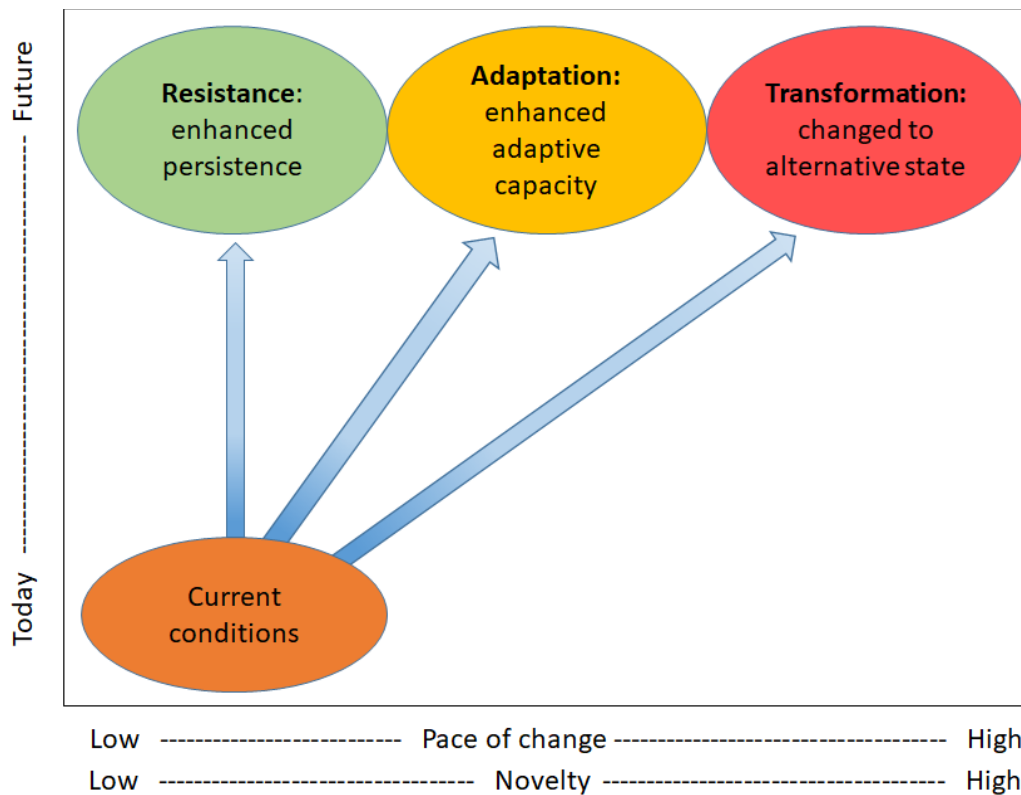 Future
Today
Resistance:
enhanced
persistence
Adaptation:
enhanced
adaptive
capacity
Transformation:
changed to
alternative state
Current
conditions
Low ------------------------- Pace of change ---------------------------------- High
Low --------------------------------- Novelty ---------------------------------- High